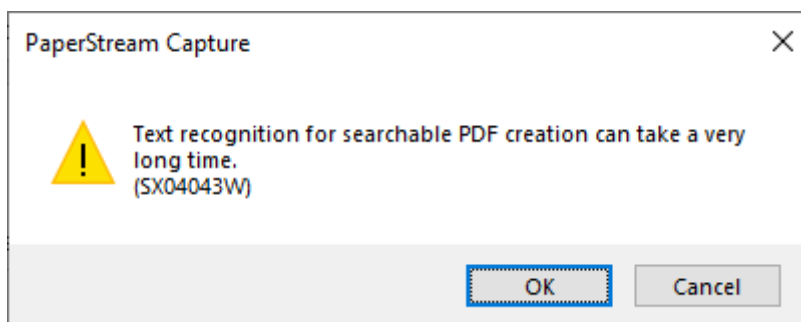 PaperStream Capture
Text recognition for searchable PDF creation can take a very
long time.
(SX04043W)
OK
Cancel